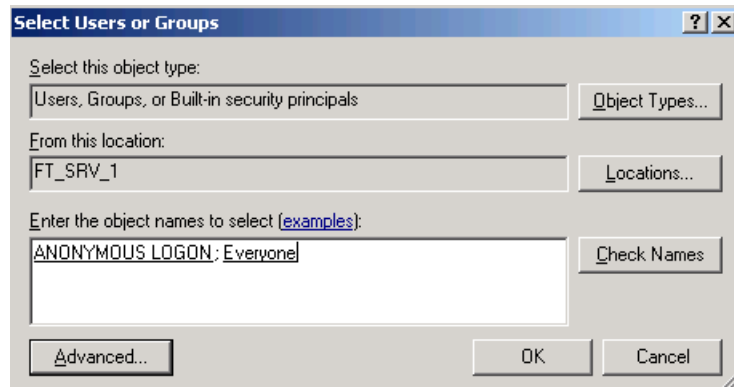 Select Users or Groups
Select this object type:
Users, Groups, or Built-in security principals
Object Types...
From this location:
FT_SRV_1
Locations...
Enter the object names to select (examples):
ANONYMOUS LOGON ; Everyone
Check Names
Advanced...
OK
Cancel